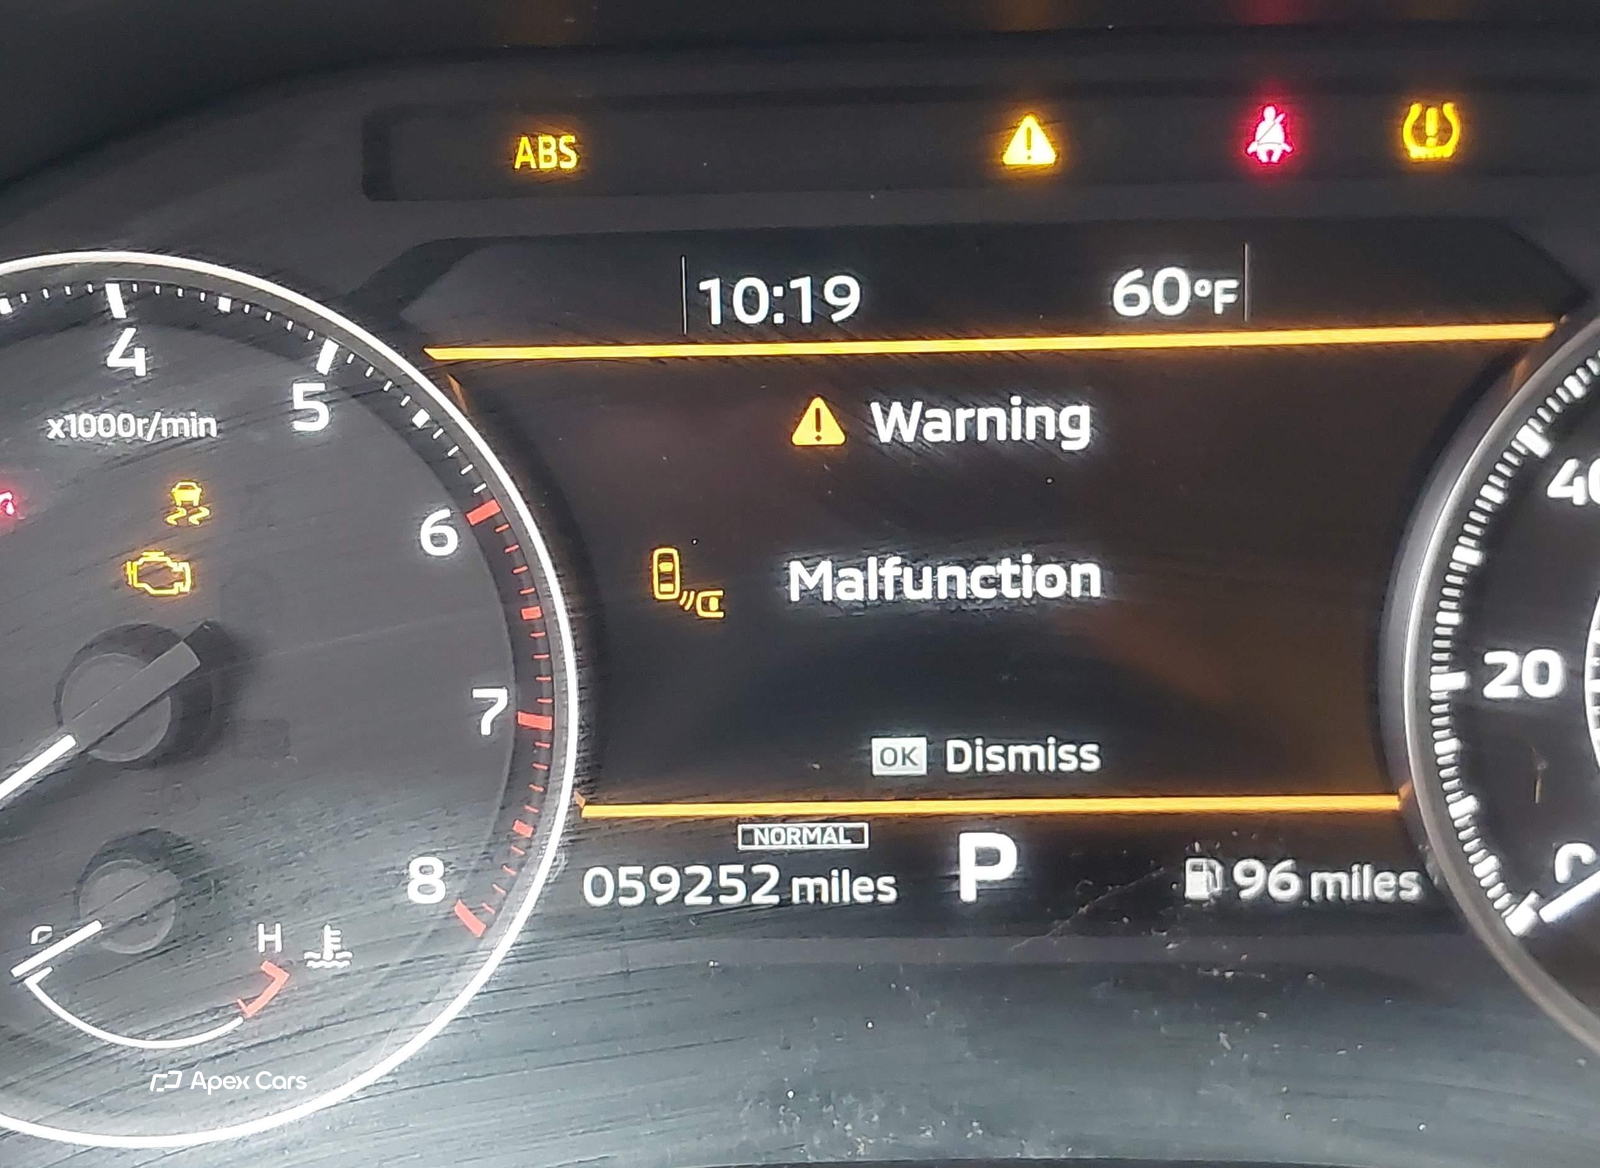 ABS
10:19
60°F
4
5
x1000r/min
6
7
8
Warning
Malfunction
OK Dismiss
NORMAL
059252 miles
P
96 miles
20
C
H
Apex Cars